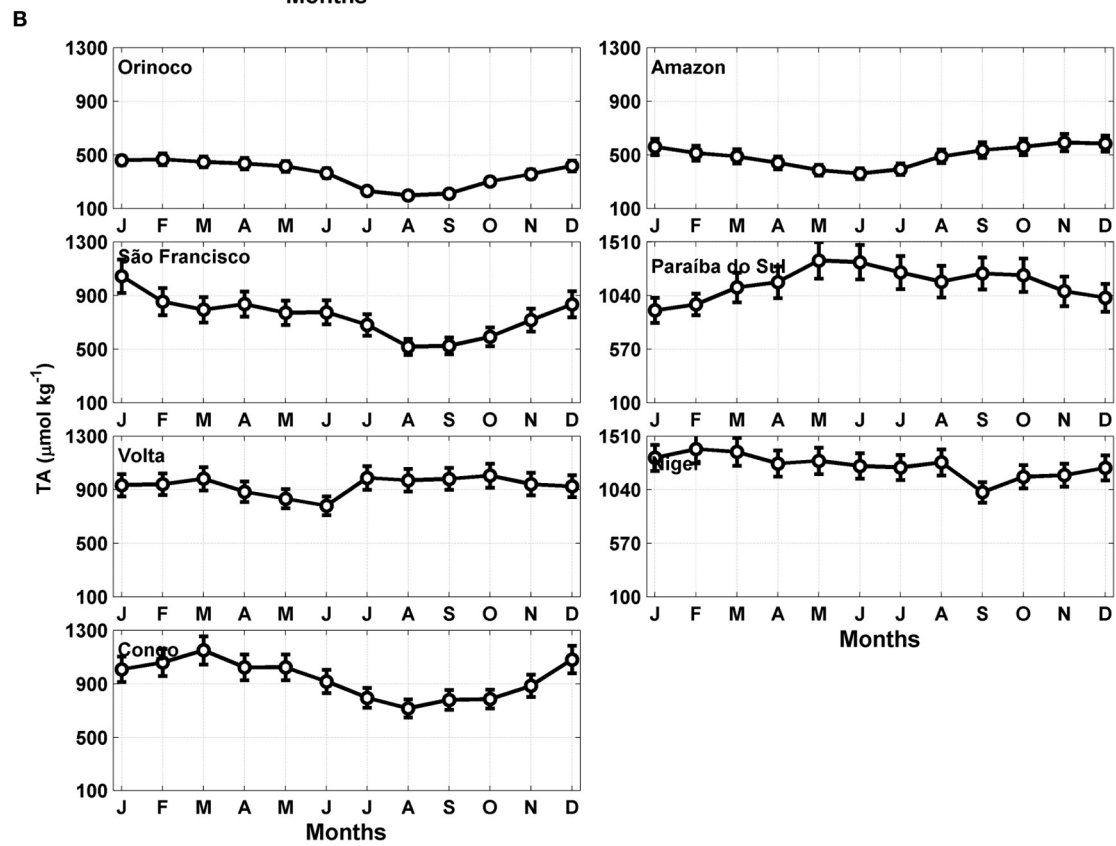 Months
B
1300
900
500
100
Orinoco
J F M A M J J A S O N D
1300
900
500
100
Amazon
J F M A M J J A S O N D
1300
900
500
100
São Francisco
J F M A M J J A S O N D
1510
1040
570
100
Paraíba do Sul
J F M A M J J A S O N D
TA (μmol kg⁻¹)
1300
900
500
100
Volta
J F M A M J J A S O N D
1510
1040
570
100
Niger
J F M A M J J A S O N D
Months
1300
900
500
100
Congo
J F M A M J J A S O N D
Months